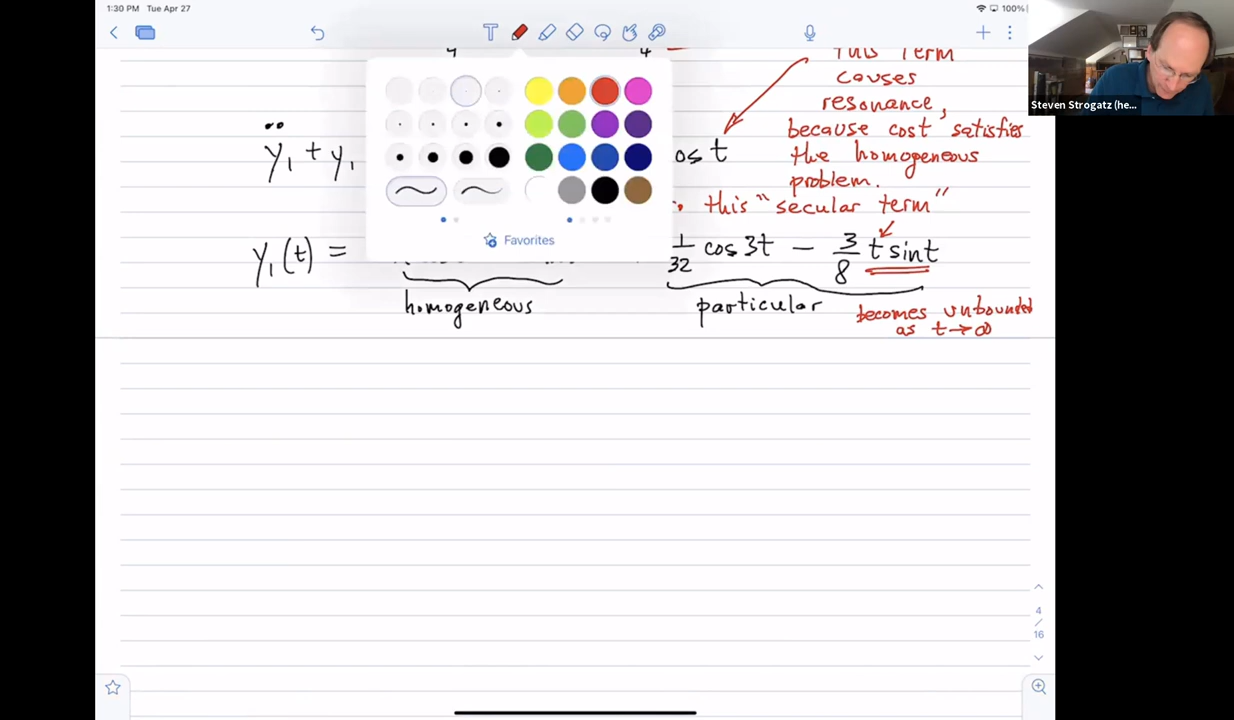 1:30 PM Tue Apr 27
100%
Steven Strogatz (he...
this term
causes
resonance,
because cos t satisfies
the homogeneous
problem.
ÿ₁ + y₁
os t
this "secular term"
Favorites
y₁(t) =
1/32 cos 3t − 3/8 t sin t
homogeneous
particular
becomes unbounded
as t→∞
4
/
16